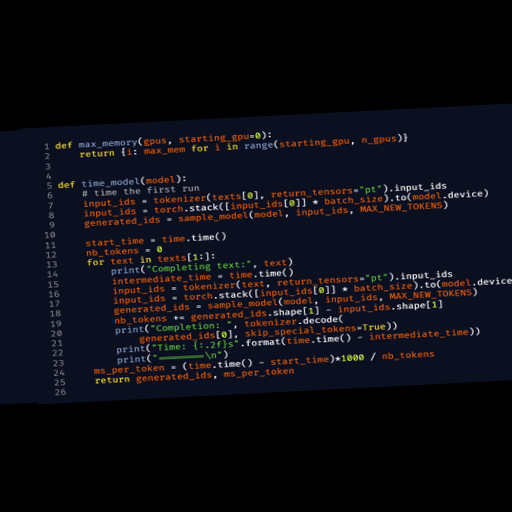 1 def max_memory(gpus, starting_gpu=0):
2     return {i: max_mem for i in range(starting_gpu, n_gpus)}
3
4
5 def time_model(model):
6     # time the first run
7     input_ids = tokenizer(texts[0], return_tensors="pt").input_ids
8     input_ids = torch.stack([input_ids[0]] * batch_size).to(model.device)
9     generated_ids = sample_model(model, input_ids, MAX_NEW_TOKENS)
10
11     start_time = time.time()
12     nb_tokens = 0
13     for text in texts[1:]:
14         print("Completing text:", text)
15         intermediate_time = time.time()
16         input_ids = tokenizer(text, return_tensors="pt").input_ids
17         input_ids = torch.stack([input_ids[0]] * batch_size).to(model.device
18         generated_ids = sample_model(model, input_ids, MAX_NEW_TOKENS)
19         nb_tokens += generated_ids.shape[1] - input_ids.shape[1]
20         print("Completion: ", tokenizer.decode(
21             generated_ids[0], skip_special_tokens=True))
22         print("Time: {:.2f}s".format(time.time() - intermediate_time))
23         print("========\n")
24     ms_per_token = (time.time() - start_time)*1000 / nb_tokens
25     return generated_ids, ms_per_token
26